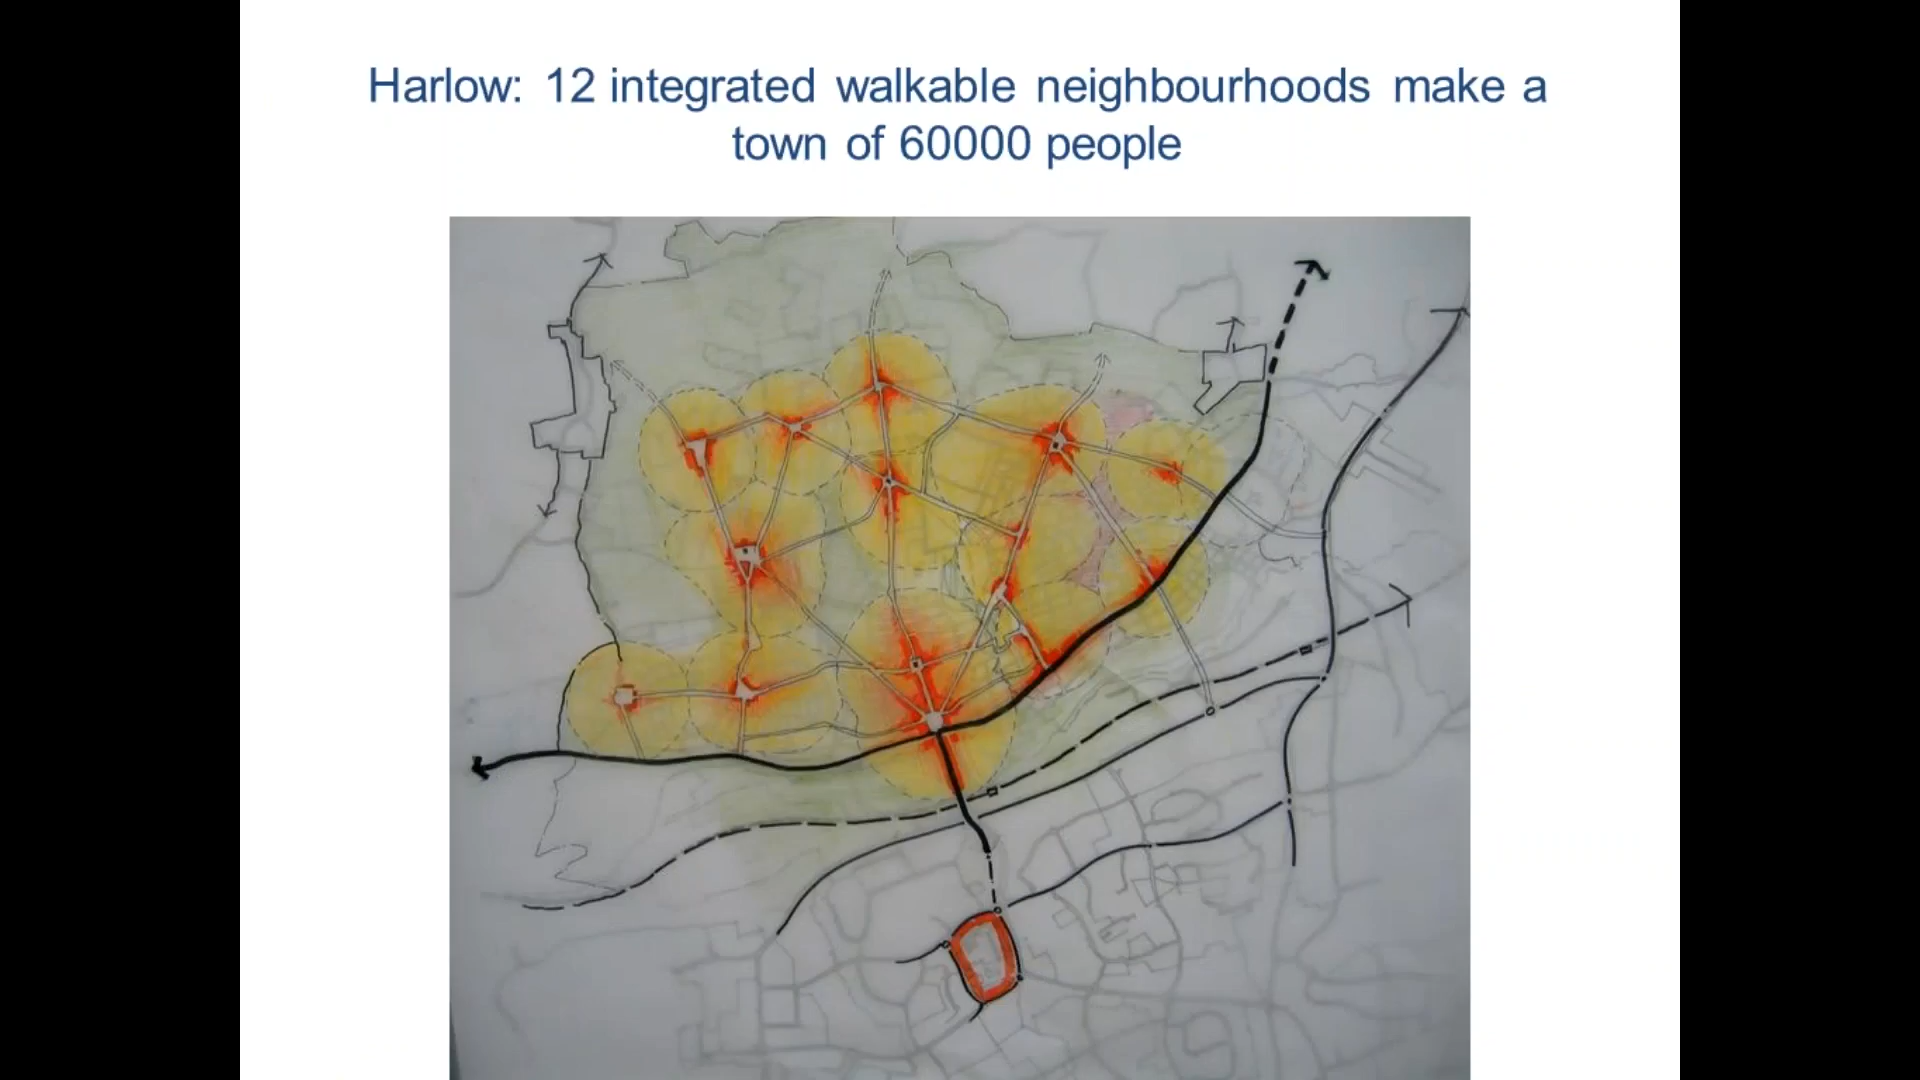 Harlow: 12 integrated walkable neighbourhoods make a
town of 60000 people